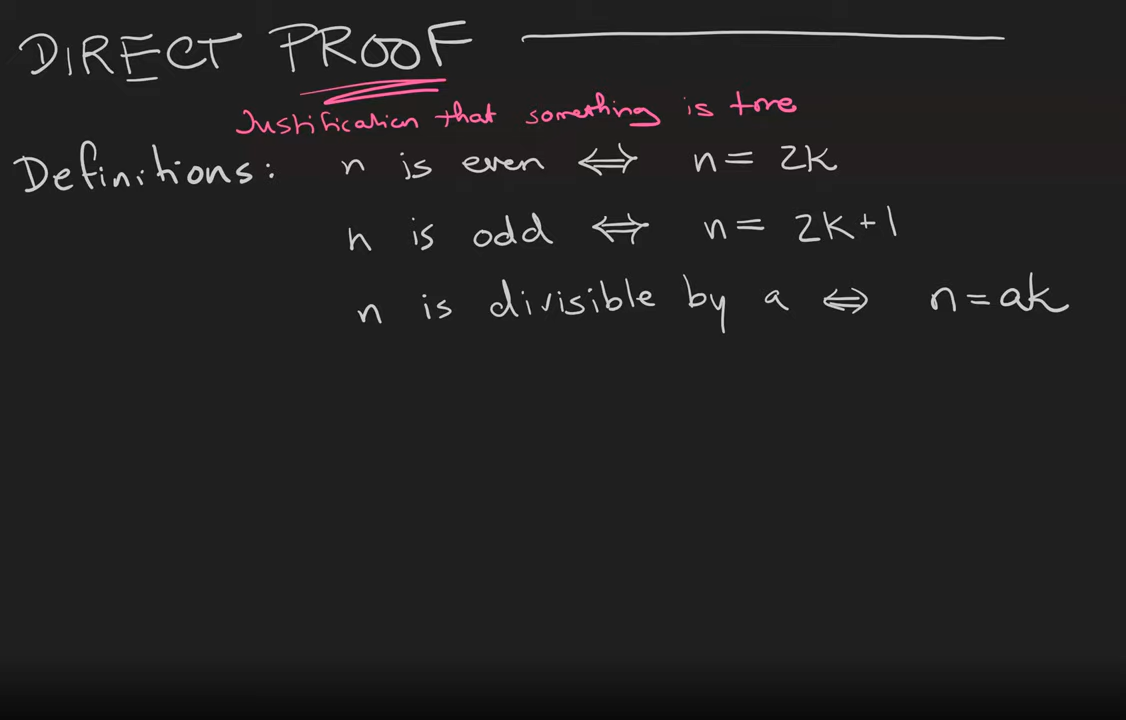 DIRECT PROOF
Justification that something is true
Definitions: n is even ⇔ n = 2k
n is odd ⇔ n = 2k+1
n is divisible by a ⇔ n = ak